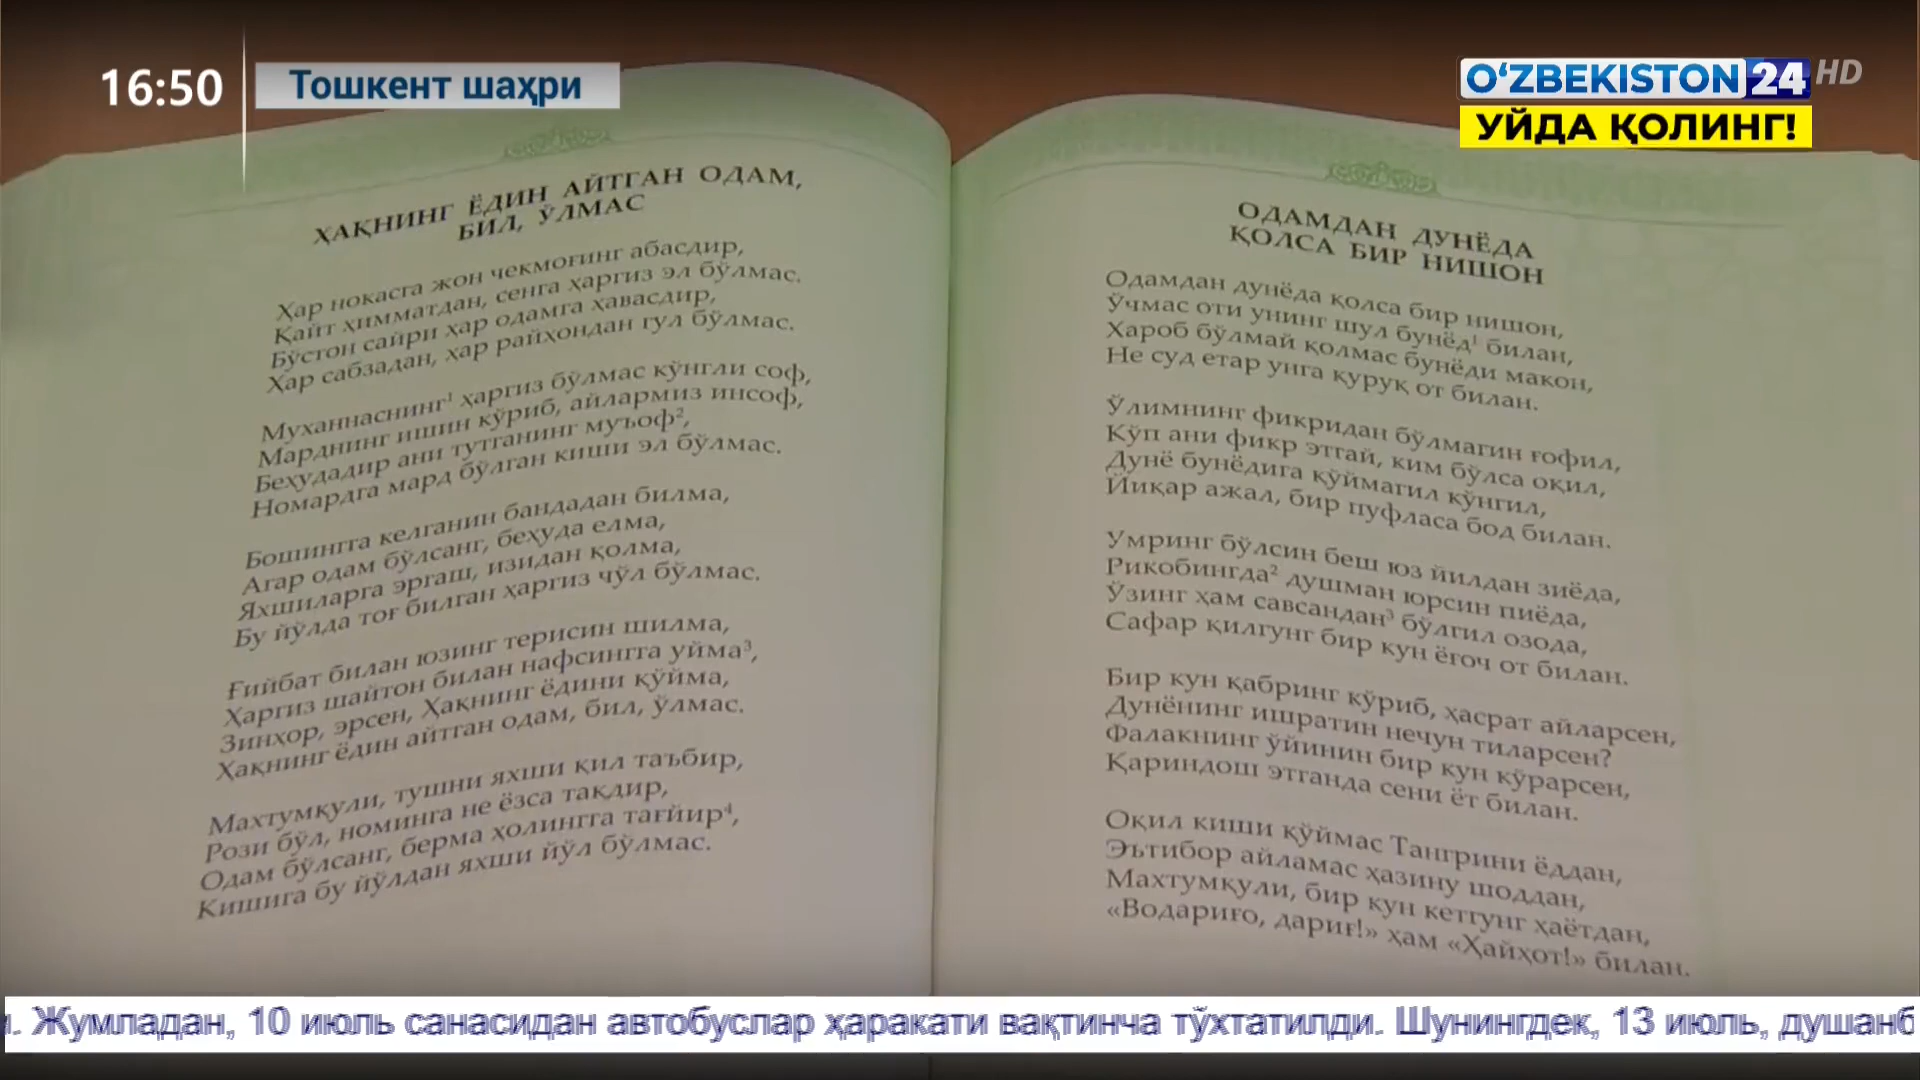 16:50
Тошкент шаҳри
O‘ZBEKISTON 24 HD
УЙДА ҚОЛИНГ!
ҲАҚНИНГ ЁДИН АЙТГАН ОДАМ,
БИЛ, ЎЛМАС
Ҳар нокасга жон чекмоғинг абасдир,
Қайт ҳимматдан, сенга ҳаргиз эл бўлмас.
Бўстон сайри ҳар одамга ҳавасдир,
Ҳар сабзадан, ҳар райҳондан гул бўлмас.
Муханнаснинг¹ ҳаргиз бўлмас кўнгли соф,
Марднинг ишин кўриб, айлармиз инсоф,
Беҳудадир ани тутганинг муъоф²,
Номардга мард бўлган киши эл бўлмас.
Бошингга келганин бандадан билма,
Агар одам бўлсанг, беҳуда елма,
Яхшиларга эргаш, изидан қолма,
Бу йўлда тоғ билган ҳаргиз чўл бўлмас.
Ғийбат билан юзинг терисин шилма,
Ҳаргиз шайтон билан нафсингга уйма³,
Зинҳор, эрсен, Ҳақнинг ёдини қўйма,
Ҳақнинг ёдин айтган одам, бил, ўлмас.
Махтумқули, тушни яхши қил таъбир,
Рози бўл, номинга не ёзса тақдир,
Одам бўлсанг, берма ҳолингга тағйир⁴,
Кишига бу йўлдан яхши йўл бўлмас.
ОДАМДАН ДУНЁДА
ҚОЛСА БИР НИШОН
Одамдан дунёда қолса бир нишон,
Ўчмас оти унинг шул бунёд¹ билан,
Хароб бўлмай қолмас бунёди макон,
Не суд етар унга қуруқ от билан.
Ўлимнинг фикридан бўлмагин ғофил,
Кўп ани фикр этгай, ким бўлса оқил,
Дунё бунёдига қўймагил кўнгил,
Йиқар ажал, бир пуфласа бод билан.
Умринг бўлсин беш юз йилдан зиёда,
Рикобингда² душман юрсин пиёда,
Ўзинг ҳам савсандан³ бўлгил озода,
Сафар қилгунг бир кун ёғоч от билан.
Бир кун қабринг кўриб, ҳасрат айларсен,
Дунёнинг ишратин нечун тиларсен?
Фалакнинг ўйинин бир кун кўрарсен,
Қариндош этганда сени ёт билан.
Оқил киши қўймас Тангрини ёддан,
Эътибор айламас ҳазину шоддан,
Махтумқули, бир кун кетгунг ҳаётдан,
«Водариғо, дариғ!» ҳам «Ҳайҳот!» билан.
и. Жумладан, 10 июль санасидан автобуслар ҳаракати вақтинча тўхтатилди. Шунингдек, 13 июль, душанб